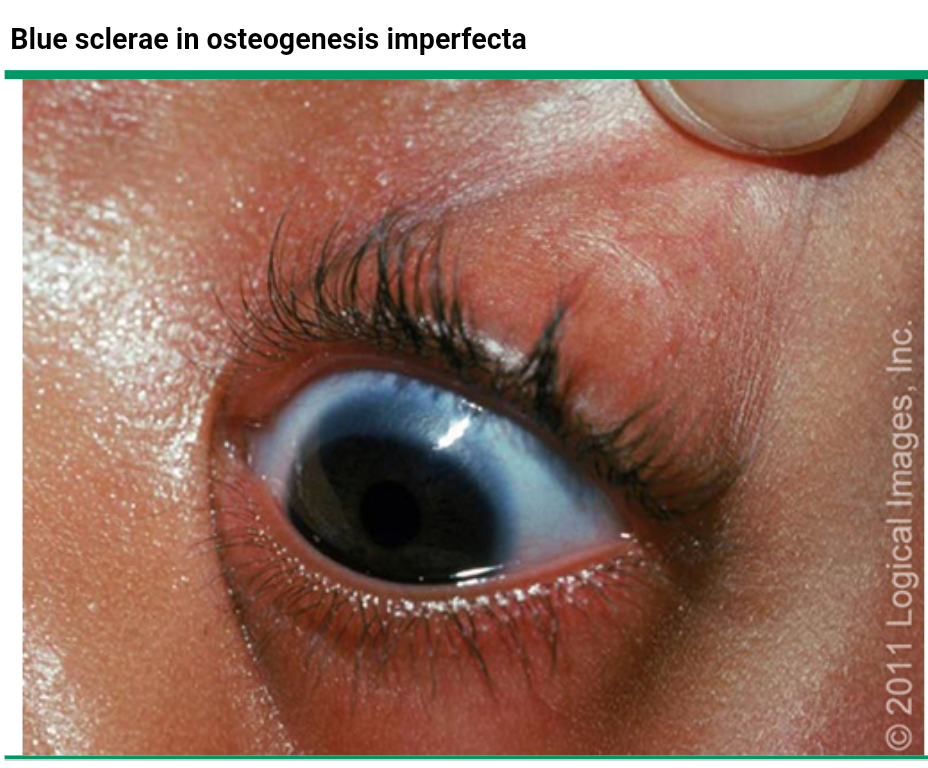 Blue sclerae in osteogenesis imperfecta
© 2011 Logical Images, Inc.